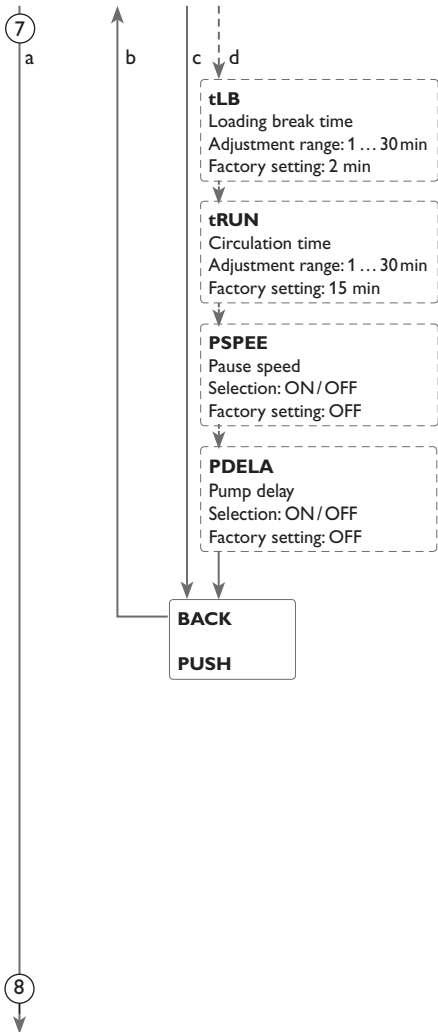 7
a
b
c
d
tLB
Loading break time
Adjustment range: 1 … 30 min
Factory setting: 2 min
tRUN
Circulation time
Adjustment range: 1 … 30 min
Factory setting: 15 min
PSPEE
Pause speed
Selection: ON / OFF
Factory setting: OFF
PDELA
Pump delay
Selection: ON / OFF
Factory setting: OFF
BACK
PUSH
8